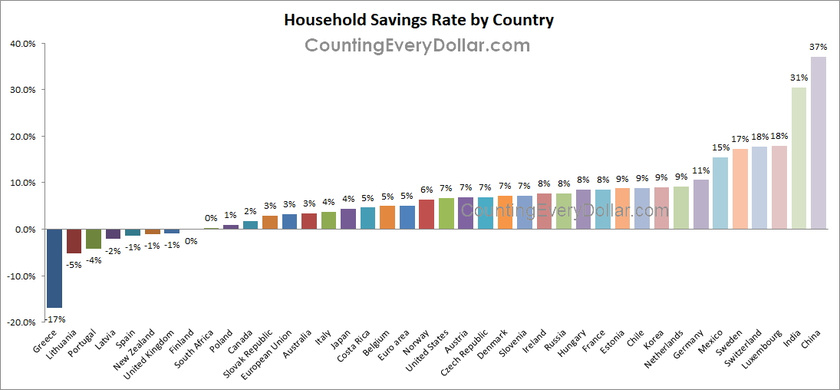 Household Savings Rate by Country
CountingEveryDollar.com
40.0%
30.0%
20.0%
10.0%
0.0%
-10.0%
-20.0%
-17%
-5%
-4%
-2%
-1%
-1%
-1%
0%
0%
1%
2%
3%
3%
3%
4%
4%
5%
5%
5%
6%
7%
7%
7%
7%
7%
8%
8%
8%
8%
9%
9%
9%
9%
11%
15%
17%
18%
18%
31%
37%
CountingEveryDollar.com
Greece
Lithuania
Portugal
Latvia
Spain
New Zealand
United Kingdom
Finland
South Africa
Poland
Canada
Slovak Republic
European Union
Australia
Italy
Japan
Costa Rica
Belgium
Euro area
Norway
United States
Austria
Czech Republic
Denmark
Slovenia
Ireland
Russia
Hungary
France
Estonia
Chile
Korea
Netherlands
Germany
Mexico
Sweden
Switzerland
Luxembourg
India
China